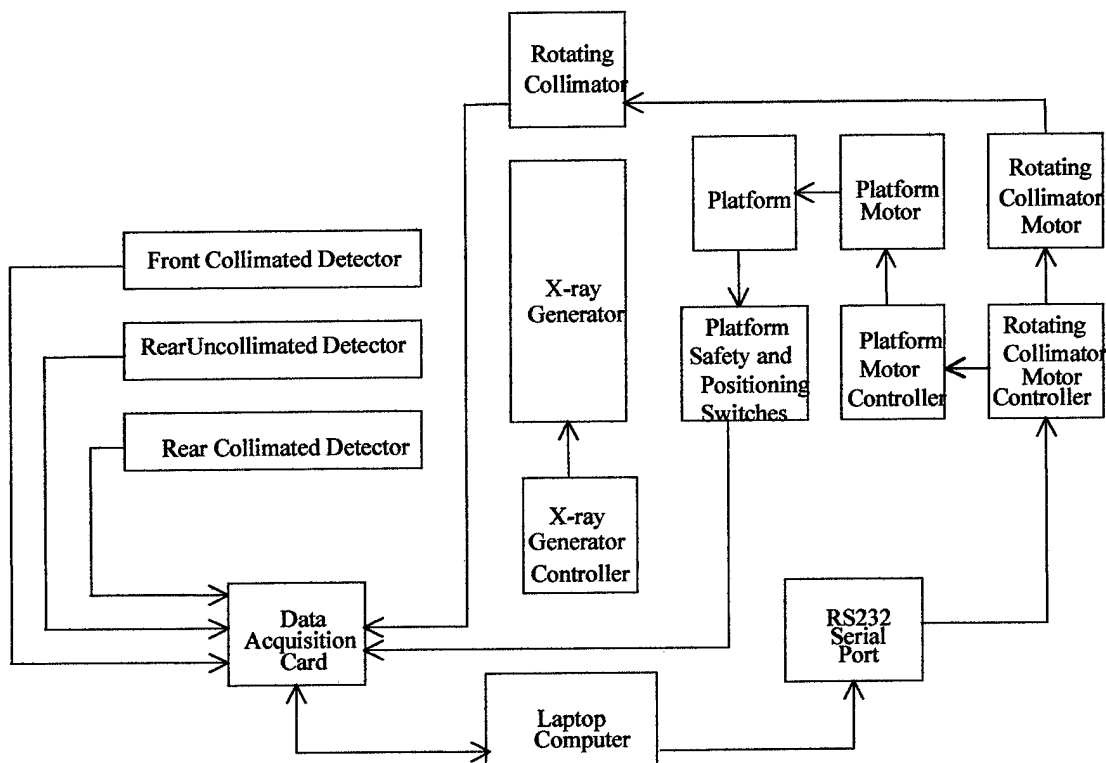 Rotating
Collimator
Platform
Platform
Motor
Rotating
Collimator
Motor
Front Collimated Detector
X-ray
Generator
RearUncollimated Detector
Platform
Safety and
Positioning
Switches
Platform
Motor
Controller
Rotating
Collimator
Motor
Controller
Rear Collimated Detector
X-ray
Generator
Controller
Data
Acquisition
Card
RS232
Serial
Port
Laptop
Computer